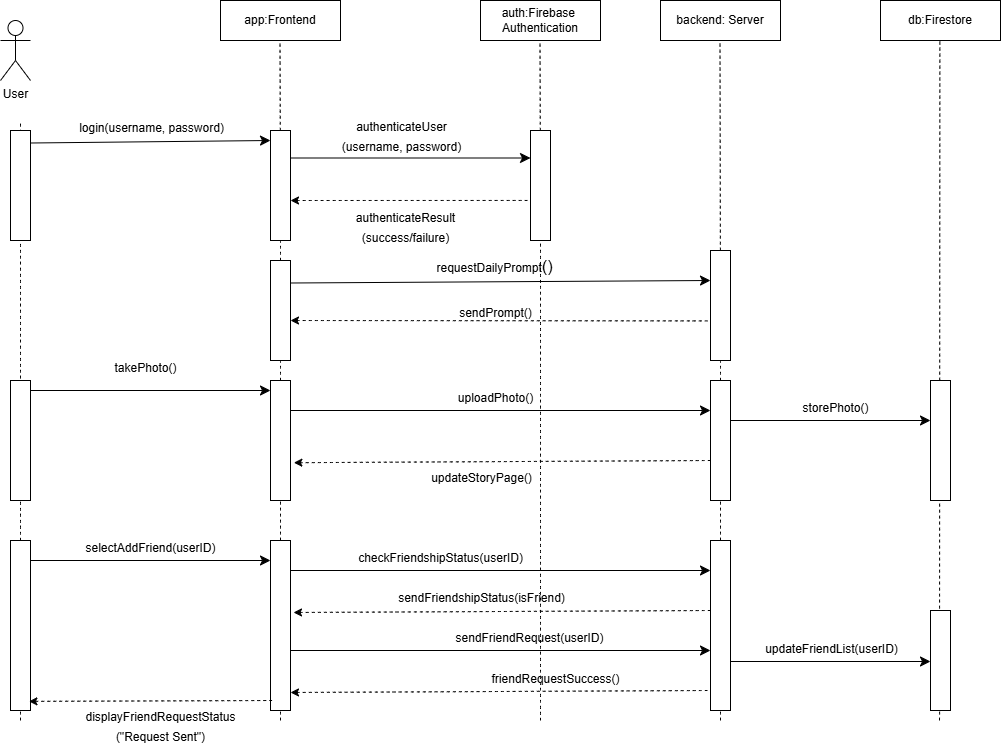 app:Frontend
auth:Firebase
Authentication
backend: Server
db:Firestore
User
login(username, password)
authenticateUser
(username, password)
authenticateResult
(success/failure)
requestDailyPrompt()
sendPrompt()
takePhoto()
uploadPhoto()
storePhoto()
updateStoryPage()
selectAddFriend(userID)
checkFriendshipStatus(userID)
sendFriendshipStatus(isFriend)
sendFriendRequest(userID)
updateFriendList(userID)
friendRequestSuccess()
displayFriendRequestStatus
("Request Sent")